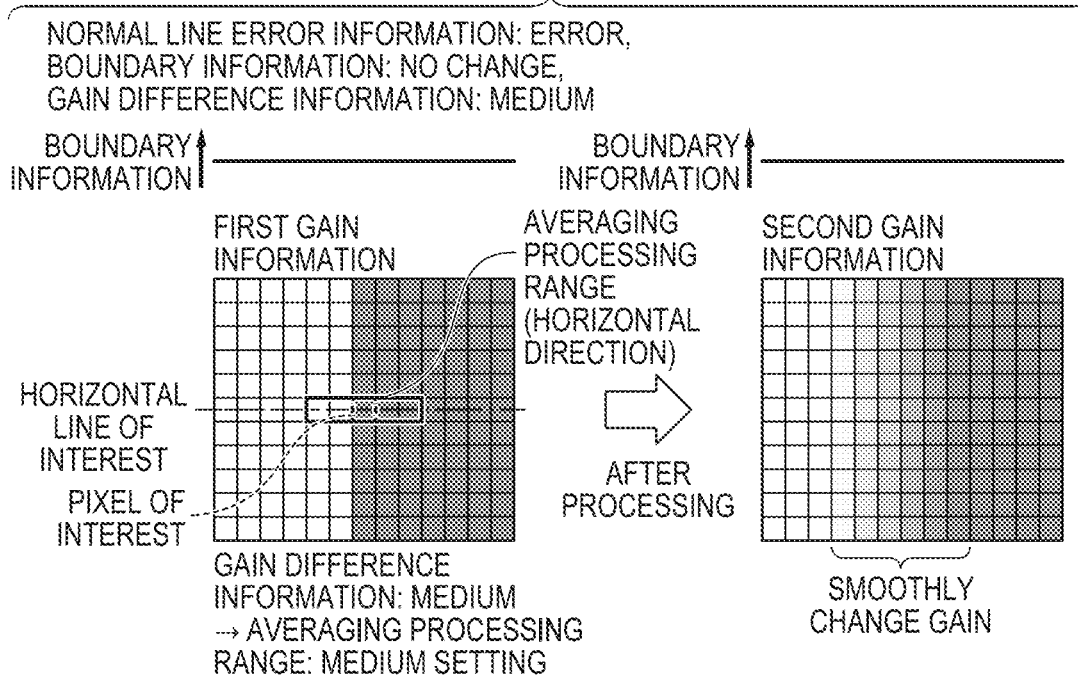 NORMAL LINE ERROR INFORMATION: ERROR,
BOUNDARY INFORMATION: NO CHANGE,
GAIN DIFFERENCE INFORMATION: MEDIUM
BOUNDARY
INFORMATION
BOUNDARY
INFORMATION
FIRST GAIN
INFORMATION
AVERAGING
PROCESSING
RANGE
(HORIZONTAL
DIRECTION)
SECOND GAIN
INFORMATION
HORIZONTAL
LINE OF
INTEREST
PIXEL OF
INTEREST
AFTER
PROCESSING
GAIN DIFFERENCE
INFORMATION: MEDIUM
→ AVERAGING PROCESSING
RANGE: MEDIUM SETTING
SMOOTHLY
CHANGE GAIN